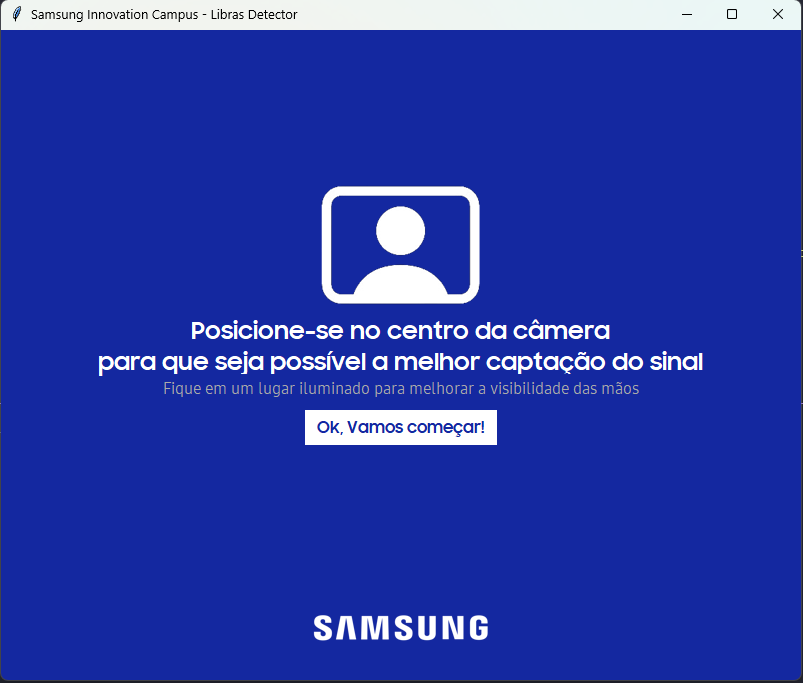 Samsung Innovation Campus - Libras Detector
Posicione-se no centro da câmera
para que seja possível a melhor captação do sinal
Fique em um lugar iluminado para melhorar a visibilidade das mãos
Ok, Vamos começar!
SAMSUNG